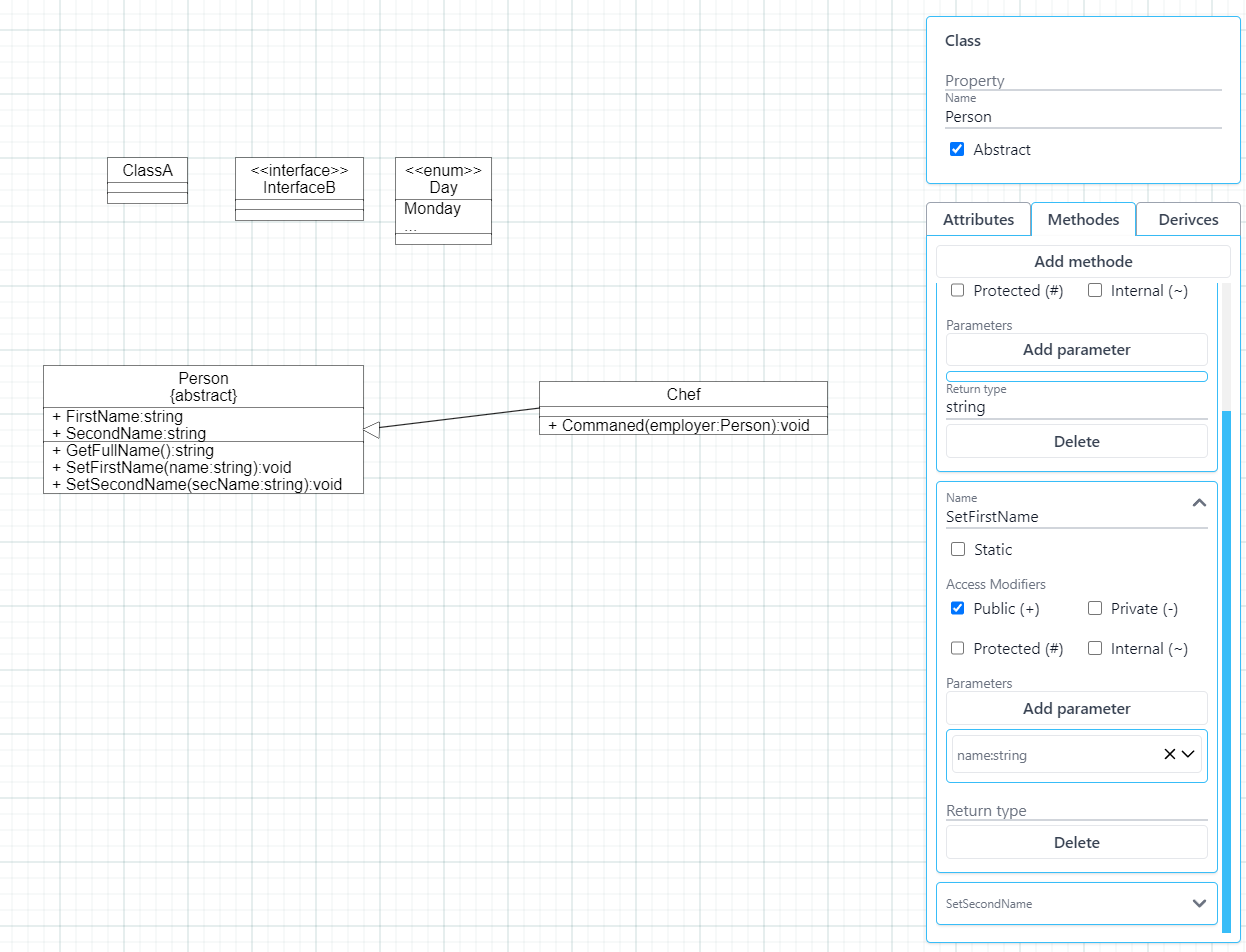 ClassA
<<interface>>
InterfaceB
<<enum>>
Day
Monday
...
Person
{abstract}
+ FirstName:string
+ SecondName:string
+ GetFullName():string
+ SetFirstName(name:string):void
+ SetSecondName(secName:string):void
Chef
+ Commaned(employer:Person):void
Class
Property
Name
Person
Abstract
Attributes Methodes Derivces
Add methode
Protected (#) Internal (~)
Parameters
Add parameter
Return type
string
Delete
Name
SetFirstName
Static
Access Modifiers
Public (+) Private (-)
Protected (#) Internal (~)
Parameters
Add parameter
name:string
Return type
Delete
SetSecondName